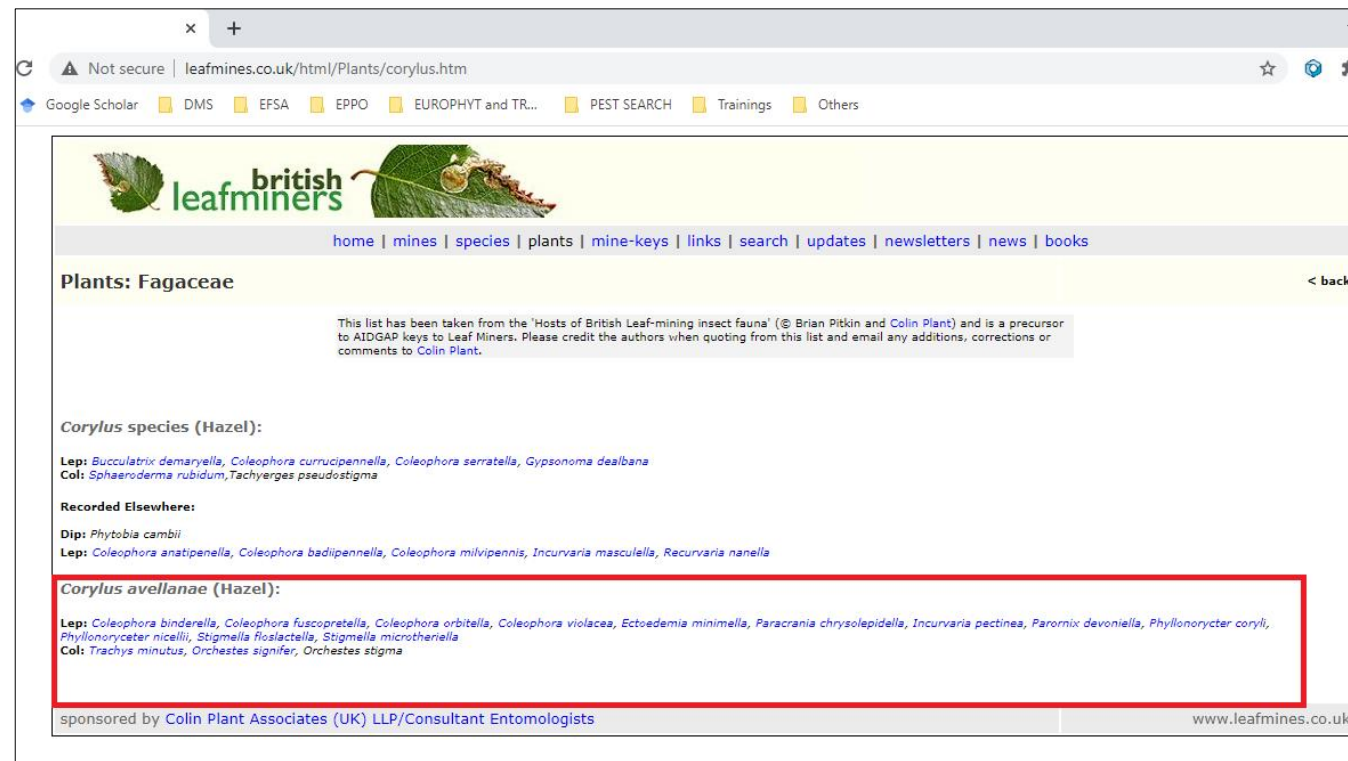 Not secure | leafmines.co.uk/html/Plants/corylus.htm
Google Scholar DMS EFSA EPPO EUROPHYT and TR... PEST SEARCH Trainings Others
british
leafminers
home | mines | species | plants | mine-keys | links | search | updates | newsletters | news | books
Plants: Fagaceae
< back
This list has been taken from the 'Hosts of British Leaf-mining insect fauna' (© Brian Pitkin and Colin Plant) and is a precursor
to AIDGAP keys to Leaf Miners. Please credit the authors when quoting from this list and email any additions, corrections or
comments to Colin Plant.
Corylus species (Hazel):
Lep: Bucculatrix demaryella, Coleophora currucipennella, Coleophora serratella, Gypsonoma dealbana
Col: Sphaeroderma rubidum,Tachyerges pseudostigma
Recorded Elsewhere:
Dip: Phytobia cambii
Lep: Coleophora anatipenella, Coleophora badiipennella, Coleophora milvipennis, Incurvaria masculella, Recurvaria nanella
Corylus avellanae (Hazel):
Lep: Coleophora binderella, Coleophora fuscopretella, Coleophora orbitella, Coleophora violacea, Ectoedemia minimella, Paracrania chrysolepidella, Incurvaria pectinea, Parornix devoniella, Phyllonorycter coryli,
Phyllonoryceter nicellii, Stigmella floslactella, Stigmella microtheriella
Col: Trachys minutus, Orchestes signifer, Orchestes stigma
sponsored by Colin Plant Associates (UK) LLP/Consultant Entomologists
www.leafmines.co.uk